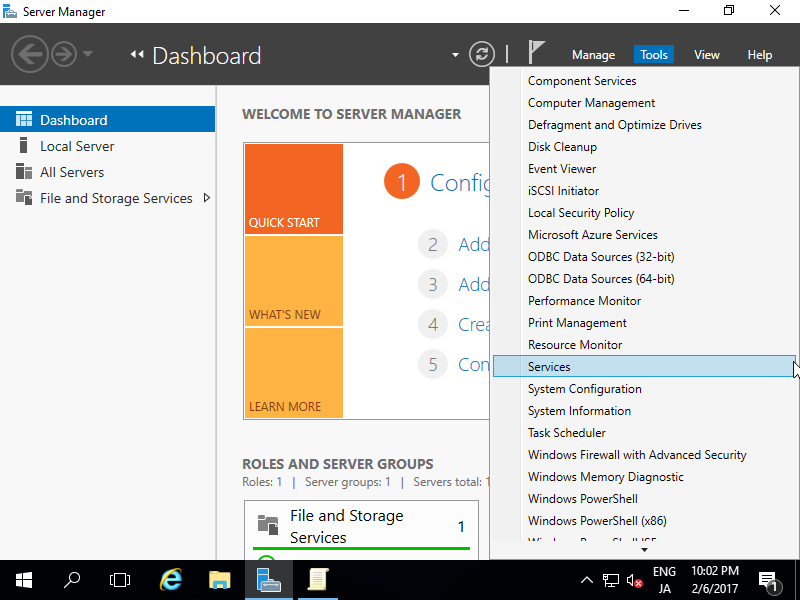 Server Manager
Dashboard
Manage Tools View Help
Dashboard
Local Server
All Servers
File and Storage Services
WELCOME TO SERVER MANAGER
QUICK START
WHAT'S NEW
LEARN MORE
1
2 Add
3 Add
4
5
Component Services
Computer Management
Defragment and Optimize Drives
Disk Cleanup
Event Viewer
iSCSI Initiator
Local Security Policy
Microsoft Azure Services
ODBC Data Sources (32-bit)
ODBC Data Sources (64-bit)
Performance Monitor
Print Management
Resource Monitor
Services
System Configuration
System Information
Task Scheduler
Windows Firewall with Advanced Security
Windows Memory Diagnostic
Windows PowerShell
Windows PowerShell (x86)
ROLES AND SERVER GROUPS
Roles: 1 | Server groups: 1 | Servers total: 1
File and Storage
Services
1
ENG
JA
10:02 PM
2/6/2017
1